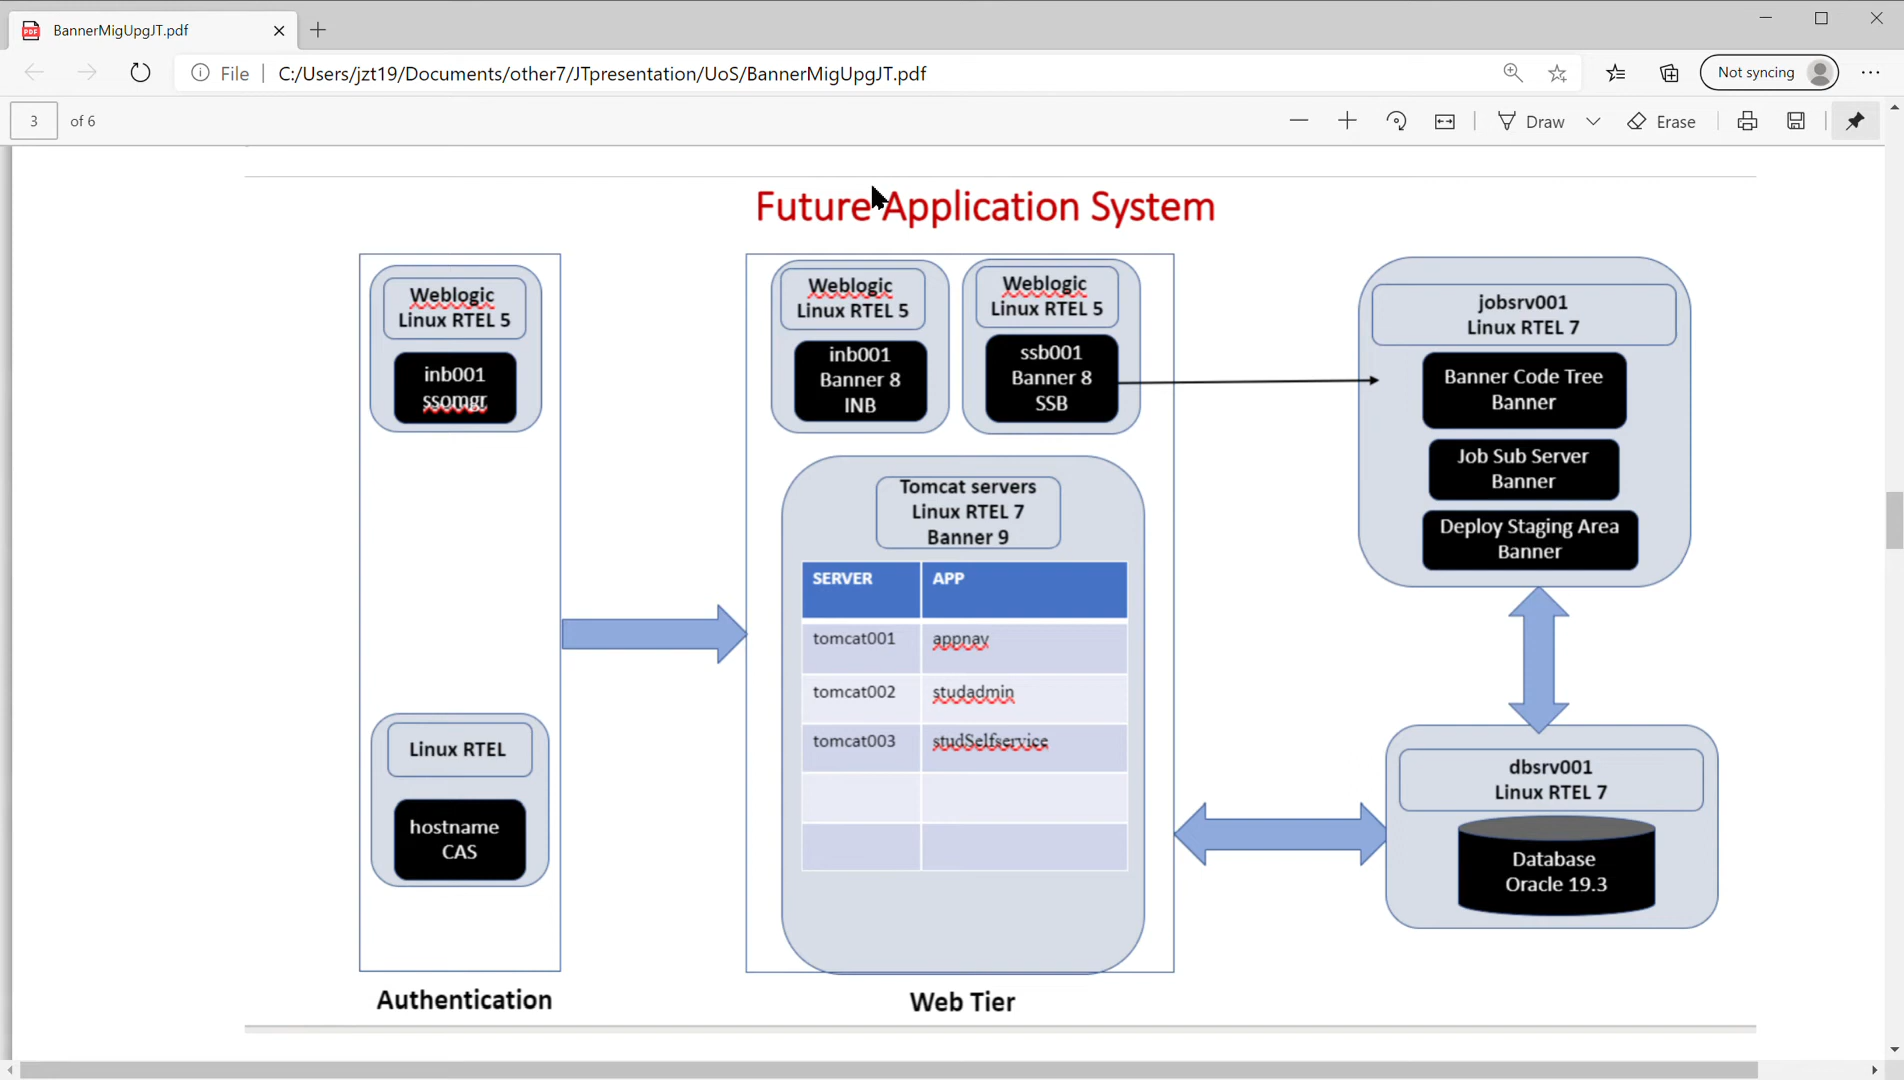 BannerMigUpgJT.pdf
File
C:/Users/jzt19/Documents/other7/JTpresentation/UoS/BannerMigUpgJT.pdf
Not syncing
3
of 6
Draw
Erase
Future Application System
Weblogic
Linux RTEL 5
inb001
ssomgr
Linux RTEL
hostname
CAS
Authentication
Weblogic
Linux RTEL 5
inb001
Banner 8
INB
Weblogic
Linux RTEL 5
ssb001
Banner 8
SSB
Tomcat servers
Linux RTEL 7
Banner 9
SERVER APP
tomcat001 appnav
tomcat002 studadmin
tomcat003 studSelfservice
Web Tier
jobsrv001
Linux RTEL 7
Banner Code Tree
Banner
Job Sub Server
Banner
Deploy Staging Area
Banner
dbsrv001
Linux RTEL 7
Database
Oracle 19.3